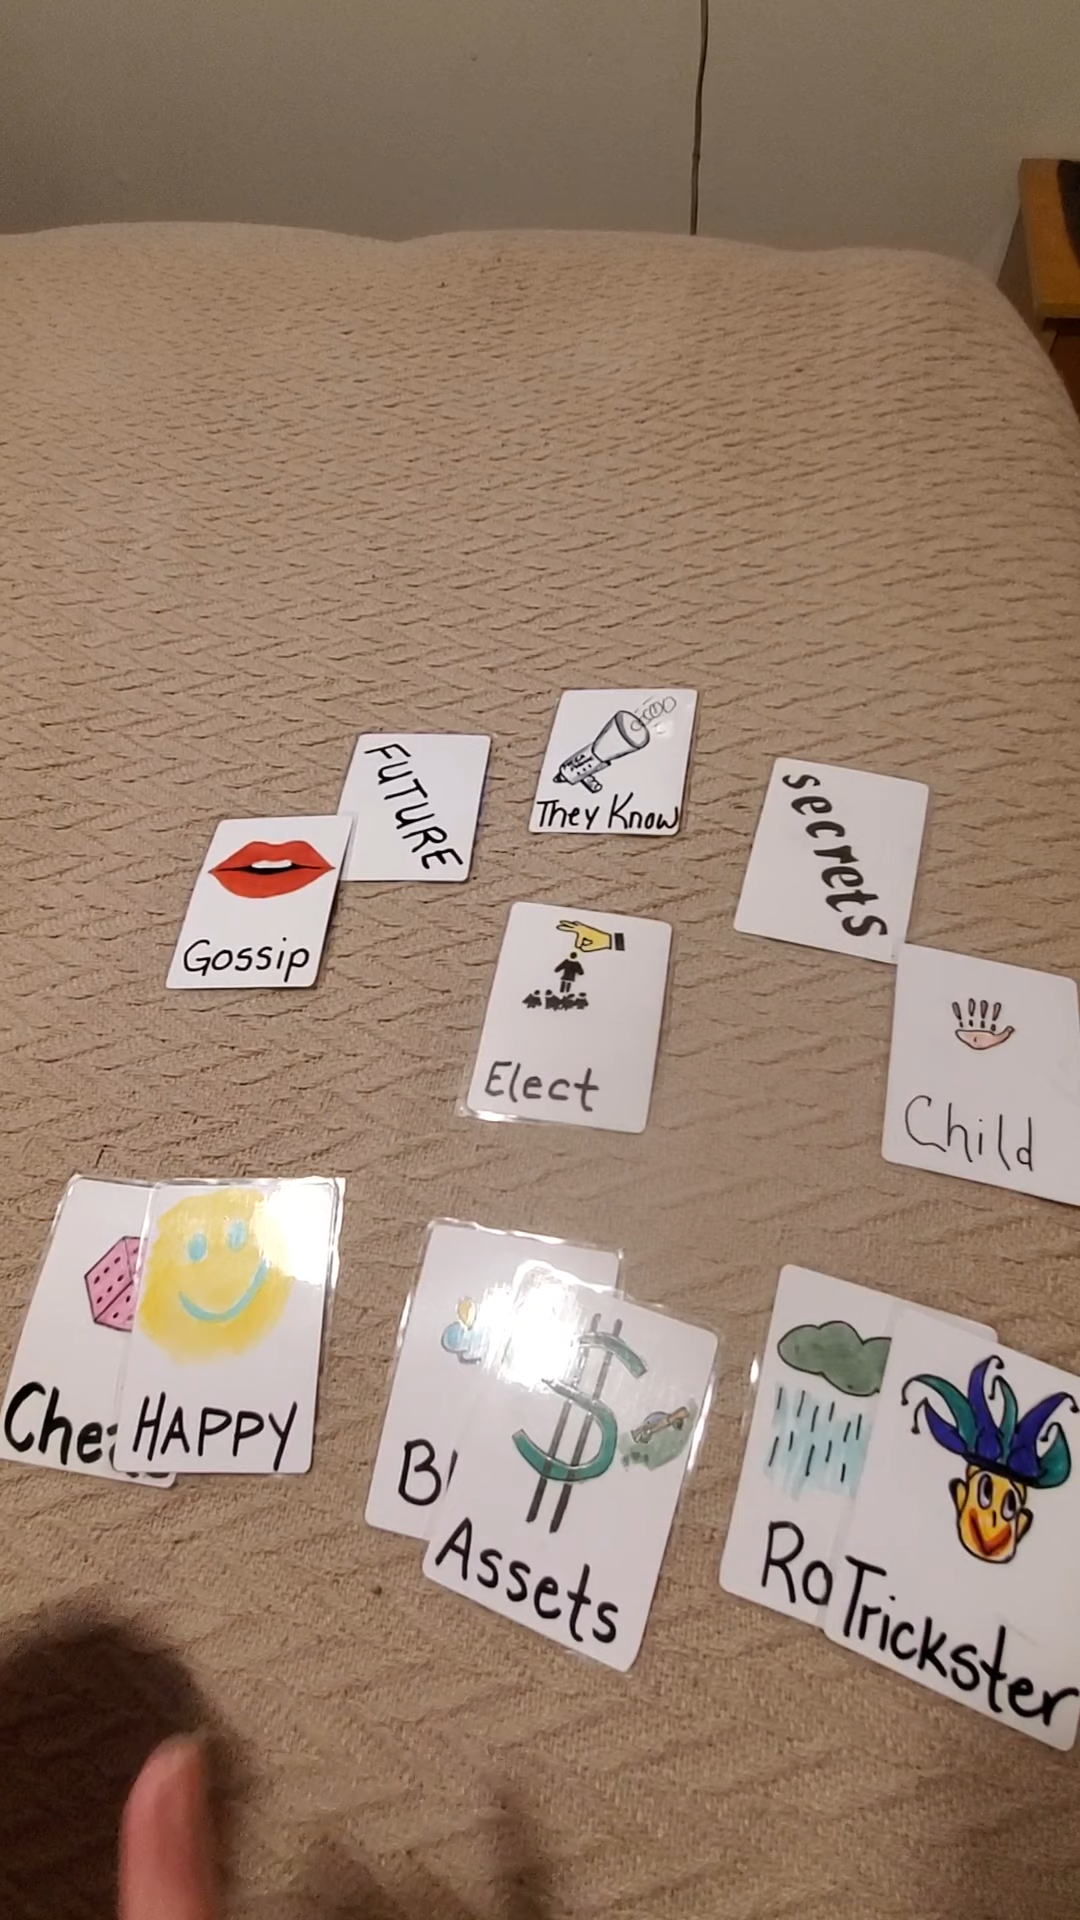 FUTURE
They Know
secrets
Gossip
Elect
Child
HAPPY
Assets
Trickster